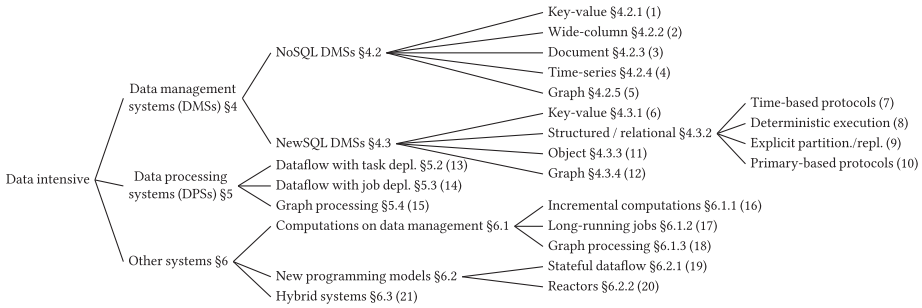 Data intensive
Data management
systems (DMSs) §4
NoSQL DMSs §4.2
Key-value §4.2.1 (1)
Wide-column §4.2.2 (2)
Document §4.2.3 (3)
Time-series §4.2.4 (4)
Graph §4.2.5 (5)
NewSQL DMSs §4.3
Key-value §4.3.1 (6)
Structured / relational §4.3.2
Time-based protocols (7)
Deterministic execution (8)
Explicit partition./repl. (9)
Primary-based protocols (10)
Object §4.3.3 (11)
Graph §4.3.4 (12)
Data processing
systems (DPSs) §5
Dataflow with task depl. §5.2 (13)
Dataflow with job depl. §5.3 (14)
Graph processing §5.4 (15)
Other systems §6
Computations on data management §6.1
Incremental computations §6.1.1 (16)
Long-running jobs §6.1.2 (17)
Graph processing §6.1.3 (18)
New programming models §6.2
Stateful dataflow §6.2.1 (19)
Reactors §6.2.2 (20)
Hybrid systems §6.3 (21)